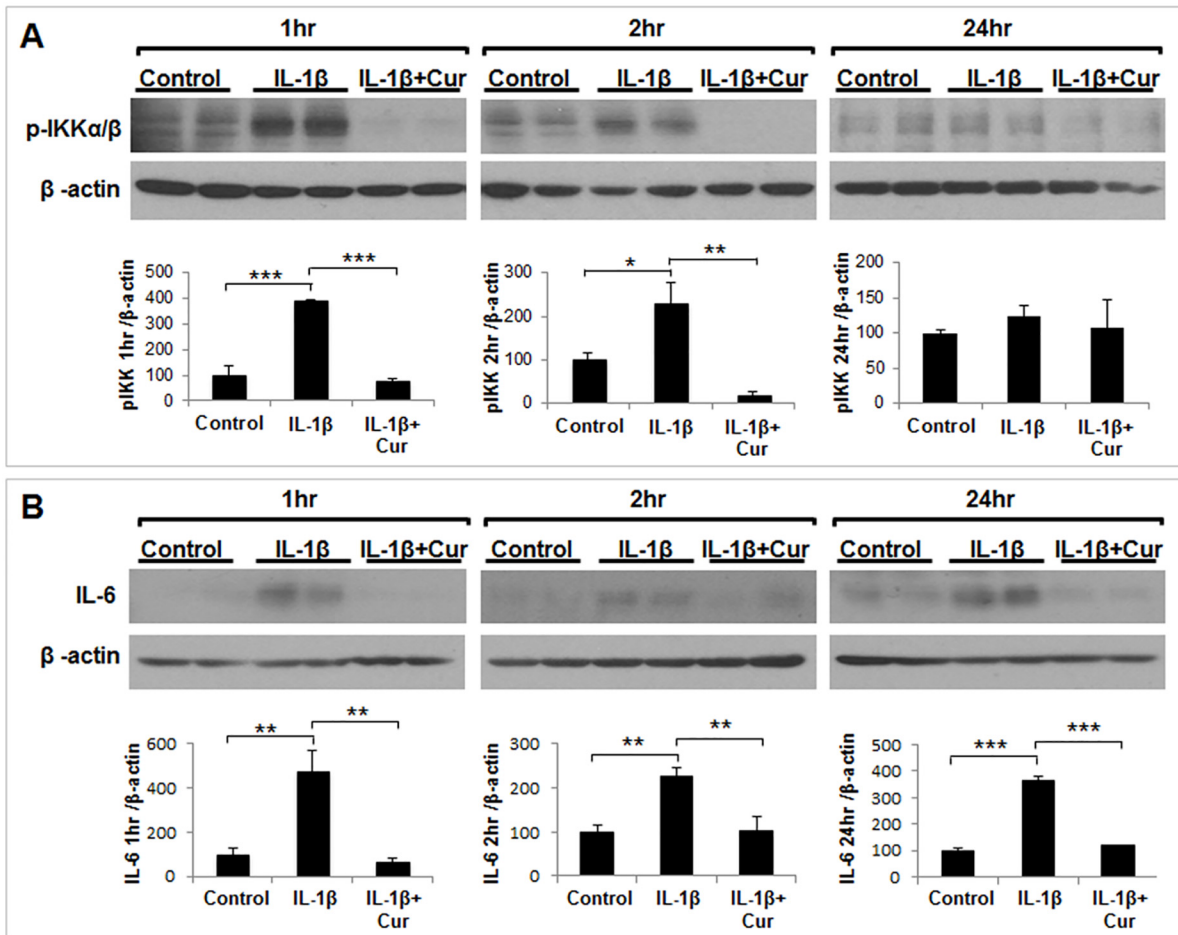 A
1hr 2hr 24hr
Control IL-1β IL-1β+Cur Control IL-1β IL-1β+Cur Control IL-1β IL-1β+Cur
p-IKKα/β
β -actin
pIKK 1hr /β-actin
500
400
300
200
100
0
***
***
Control IL-1β IL-1β+
Cur
pIKK 2hr /β-actin
300
200
100
0
*
**
Control IL-1β IL-1β+
Cur
pIKK 24hr /β-actin
200
150
100
50
0
Control IL-1β IL-1β+
Cur
B
1hr 2hr 24hr
Control IL-1β IL-1β+Cur Control IL-1β IL-1β+Cur Control IL-1β IL-1β+Cur
IL-6
β -actin
IL-6 1hr /β-actin
600
400
200
0
**
**
Control IL-1β IL-1β+
Cur
IL-6 2hr /β-actin
300
200
100
0
**
**
Control IL-1β IL-1β+
Cur
IL-6 24hr /β-actin
500
400
300
200
100
0
***
***
Control IL-1β IL-1β+
Cur